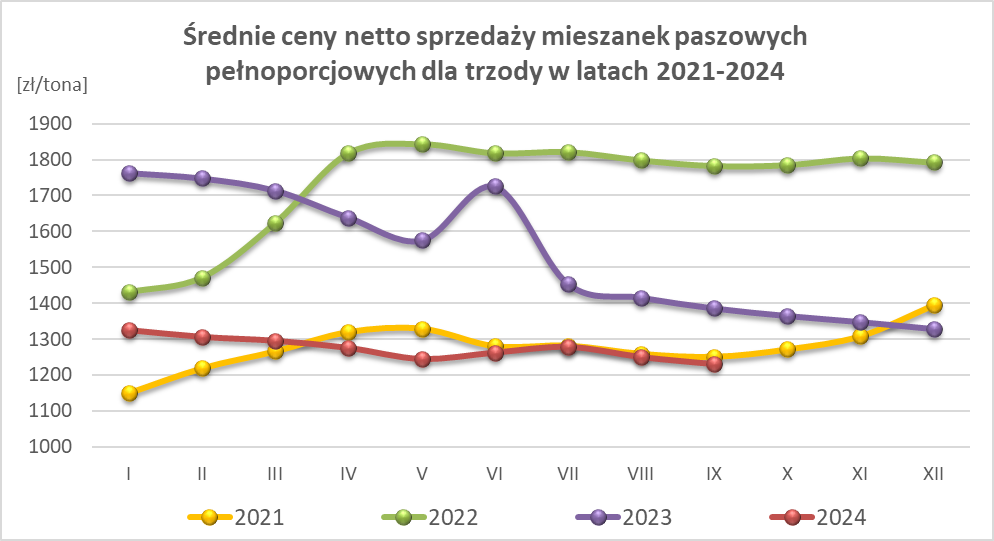 Średnie ceny netto sprzedaży mieszanek paszowych
pełnoporcjowych dla trzody w latach 2021-2024
[zł/tona]
1900
1800
1700
1600
1500
1400
1300
1200
1100
1000
I II III IV V VI VII VIII IX X XI XII
2021 2022 2023 2024